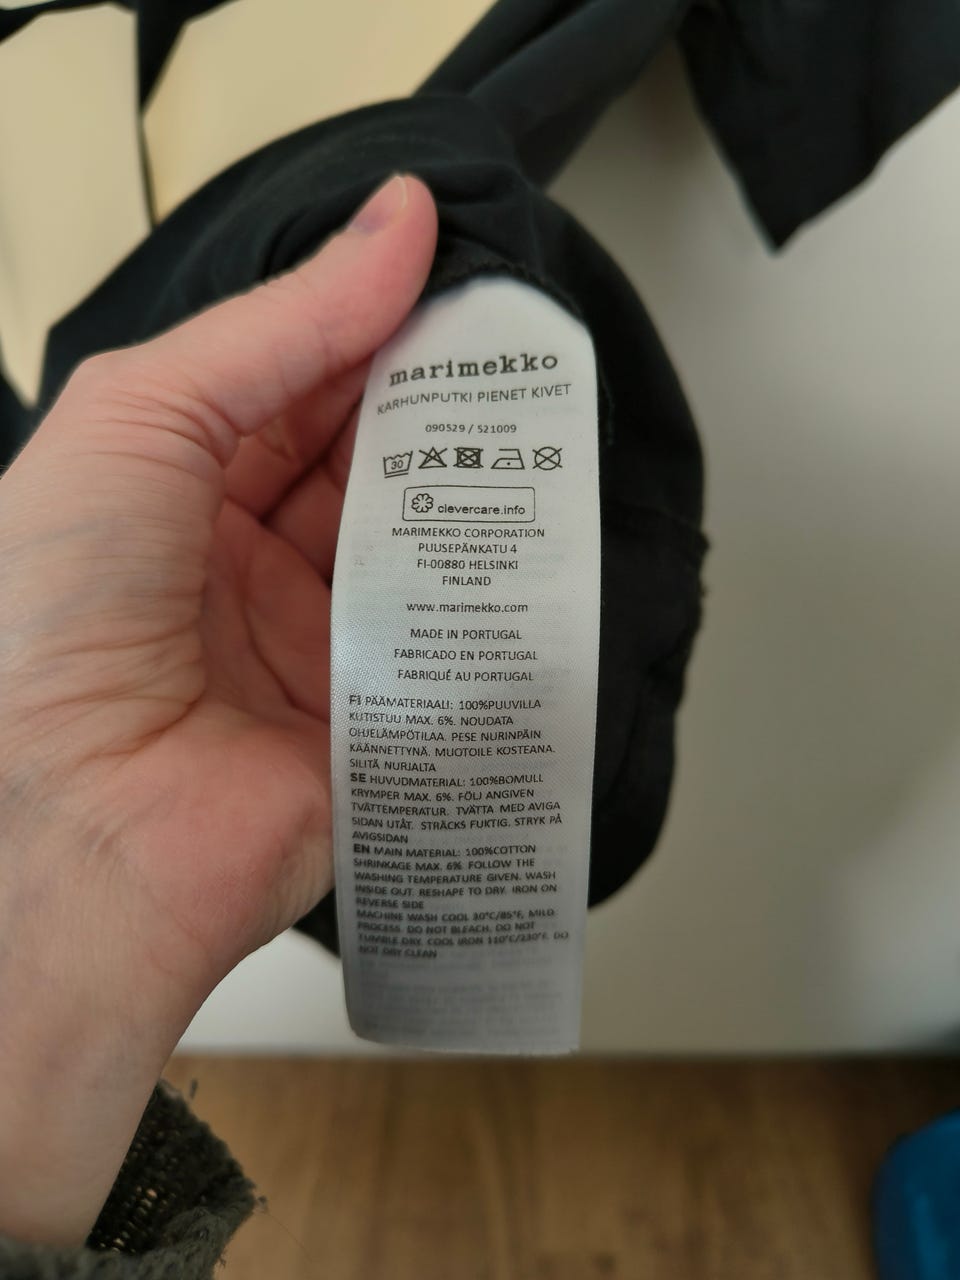 marimekko
KARHUNPUTKI PIENET KIVET
090529 / 521009
30
clevercare.info
MARIMEKKO CORPORATION
PUUSEPÄNKATU 4
FI-00880 HELSINKI
FINLAND
www.marimekko.com
MADE IN PORTUGAL
FABRICADO EN PORTUGAL
FABRIQUÉ AU PORTUGAL
FI PÄÄMATERIAALI: 100%PUUVILLA
KUTISTUU MAX. 6%. NOUDATA
OHJELÄMPÖTILAA. PESE NURINPÄIN
KÄÄNNETTYNÄ. MUOTOILE KOSTEANA.
SILITÄ NURJALTA
SE HUVUDMATERIAL: 100%BOMULL
KRYMPER MAX. 6%. FÖLJ ANGIVEN
TVÄTTEMPERATUR. TVÄTTA MED AVIGA
SIDAN UTÅT. STRÄCKS FUKTIG. STRYK PÅ
AVIGSIDAN
EN MAIN MATERIAL: 100%COTTON
SHRINKAGE MAX. 6% FOLLOW THE
WASHING TEMPERATURE GIVEN. WASH
INSIDE OUT. RESHAPE TO DRY. IRON ON
REVERSE SIDE
MACHINE WASH COOL 30°C/85°F, MILD
PROCESS. DO NOT BLEACH. DO NOT
TUMBLE DRY. COOL IRON 110°C/230°F. DO
NOT DRY CLEAN